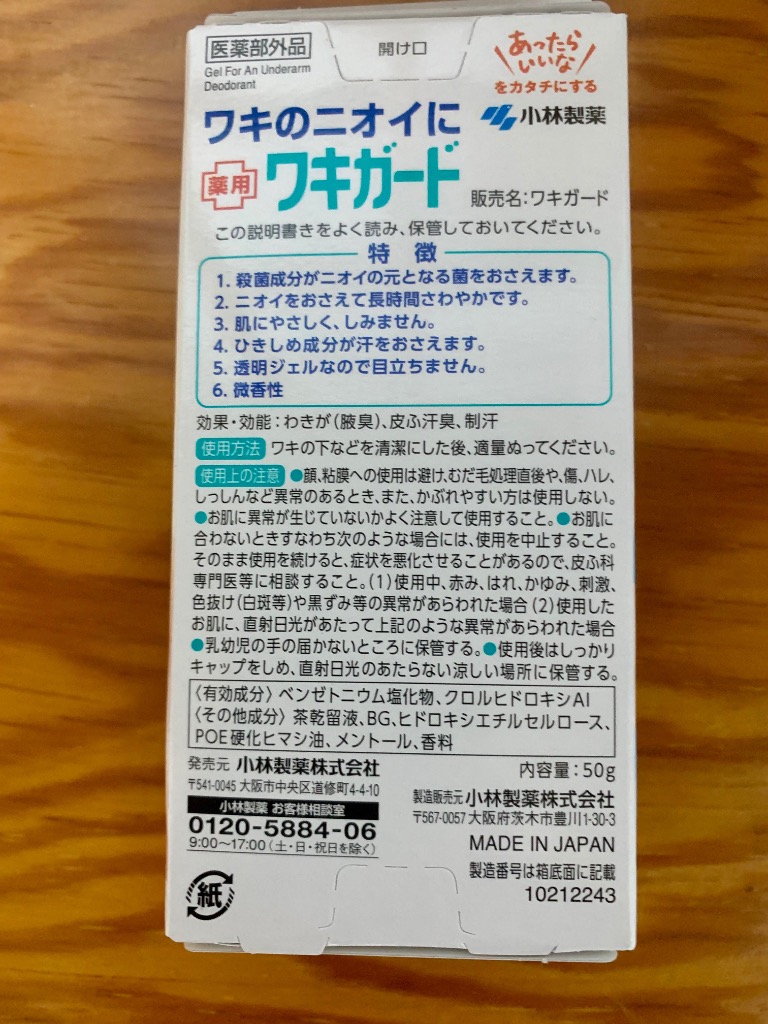 医薬部外品
開け口
あったら
いいな
をカタチにする
Gel For An Underarm
Deodorant
小林製薬
ワキのニオイに
薬用
ワキガード
販売名:ワキガード
この説明書きをよく読み、保管しておいてください。
特 徴
1. 殺菌成分がニオイの元となる菌をおさえます。
2. ニオイをおさえて長時間さわやかです。
3. 肌にやさしく、しみません。
4. ひきしめ成分が汗をおさえます。
5. 透明ジェルなので目立ちません。
6. 微香性
効果・効能:わきが(腋臭)、皮ふ汗臭、制汗
使用方法 ワキの下などを清潔にした後、適量ぬってください。
使用上の注意 ●顔、粘膜への使用は避け、むだ毛処理直後や、傷、ハレ、
しっしんなど異常のあるとき、また、かぶれやすい方は使用しない。
●お肌に異常が生じていないかよく注意して使用すること。●お肌に
合わないときすなわち次のような場合には、使用を中止すること。
そのまま使用を続けると、症状を悪化させることがあるので、皮ふ科
専門医等に相談すること。(1)使用中、赤み、はれ、かゆみ、刺激、
色抜け(白斑等)や黒ずみ等の異常があらわれた場合 (2)使用した
お肌に、直射日光があたって上記のような異常があらわれた場合
●乳幼児の手の届かないところに保管する。●使用後はしっかり
キャップをしめ、直射日光のあたらない涼しい場所に保管する。
〈有効成分〉 ベンゼトニウム塩化物、クロルヒドロキシAl
〈その他成分〉 茶乾留液、BG、ヒドロキシエチルセルロース、
POE硬化ヒマシ油、メントール、香料
発売元 小林製薬株式会社
〒541-0045 大阪市中央区道修町4-4-10
小林製薬 お客様相談室
0120-5884-06
9:00〜17:00(土・日・祝日を除く)
紙
内容量:50g
製造販売元 小林製薬株式会社
〒567-0057 大阪府茨木市豊川1-30-3
MADE IN JAPAN
製造番号は箱底面に記載
10212243